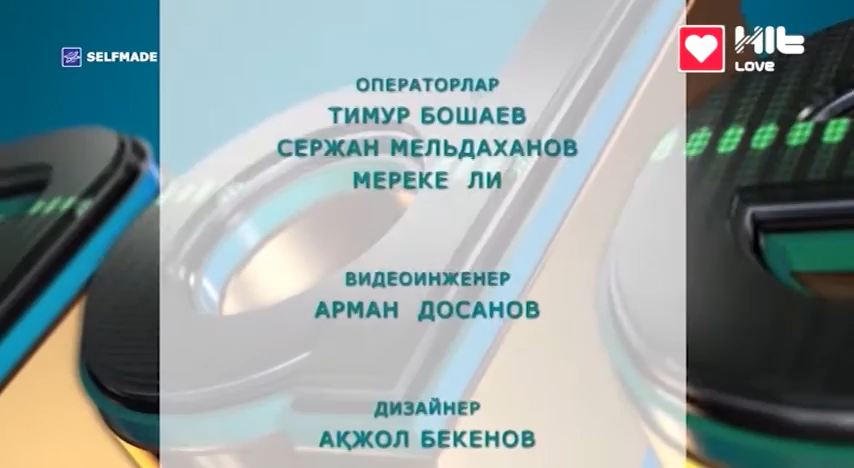 SELFMADE
Hit
LOVE
ОПЕРАТОРЛАР
ТИМУР БОШАЕВ
СЕРЖАН МЕЛЬДАХАНОВ
МЕРЕКЕ ЛИ
ВИДЕОИНЖЕНЕР
АРМАН ДОСАНОВ
ДИЗАЙНЕР
АҚЖОЛ БЕКЕНОВ